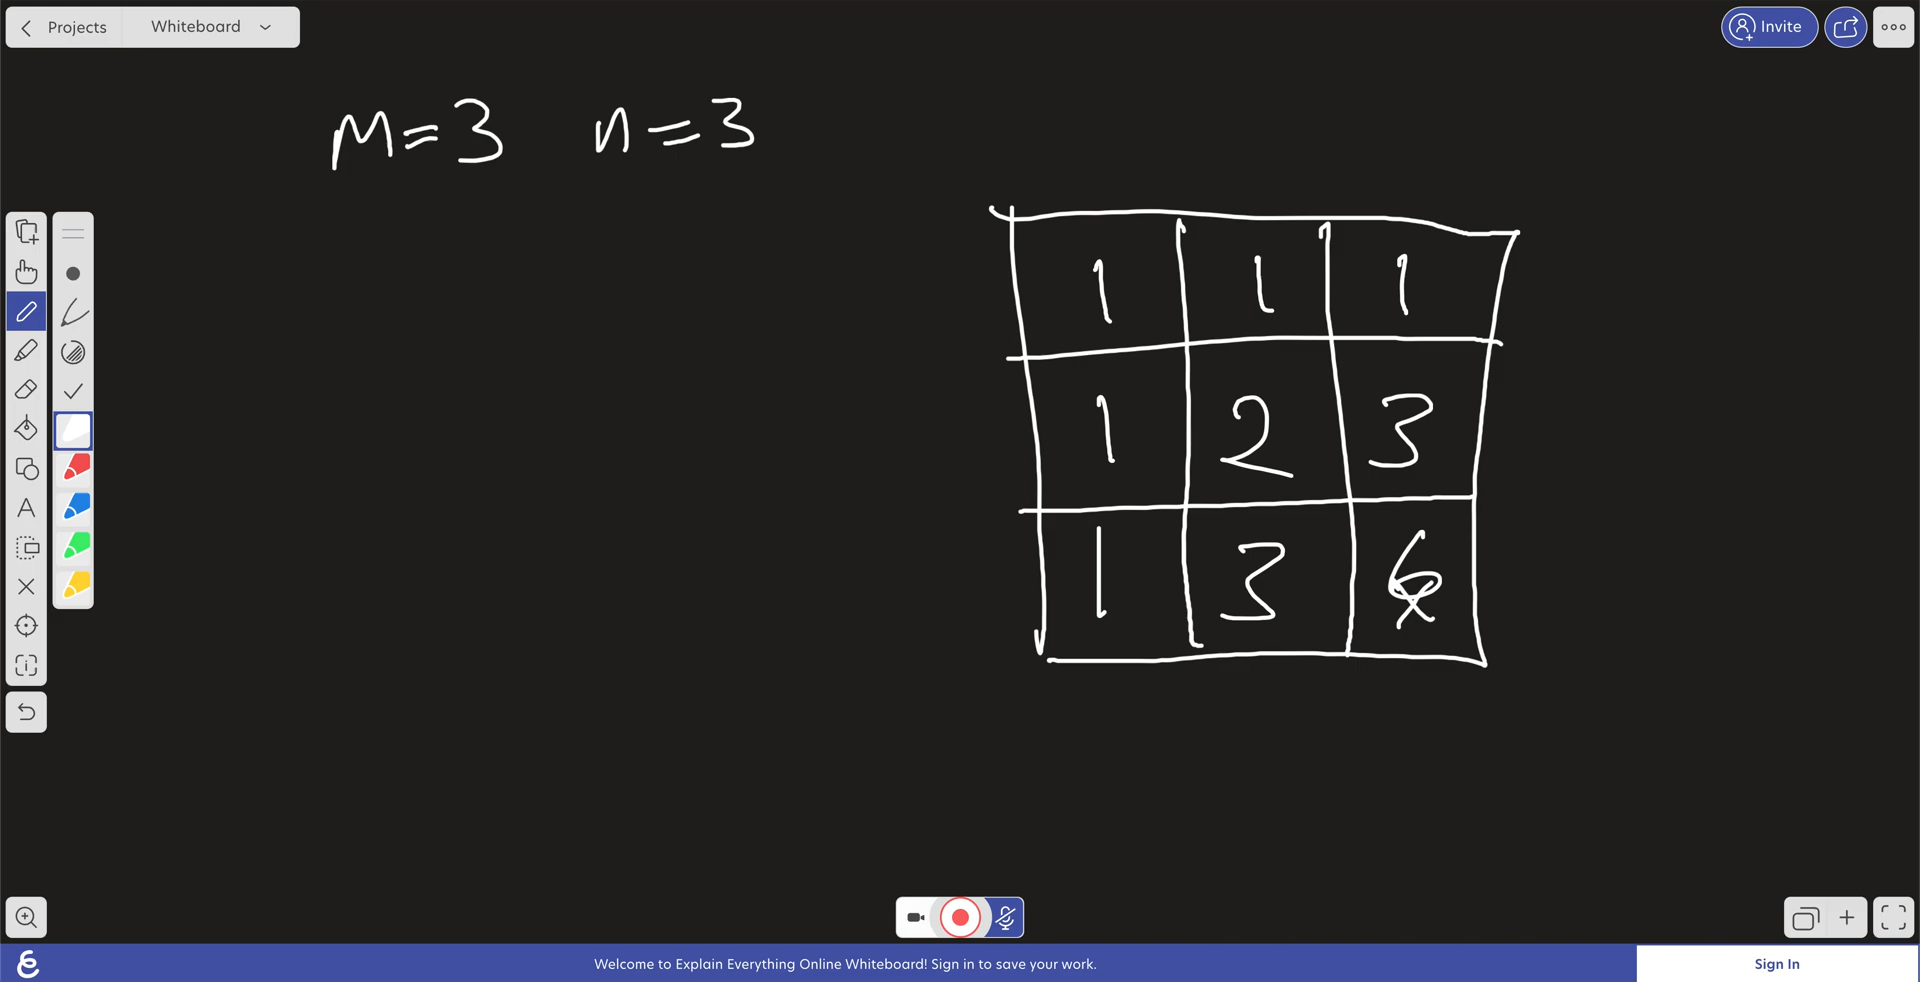 Projects Whiteboard Invite
M=3 n=3
1 1 1
1 2 3
1 3 6
A
Welcome to Explain Everything Online Whiteboard! Sign in to save your work. Sign In